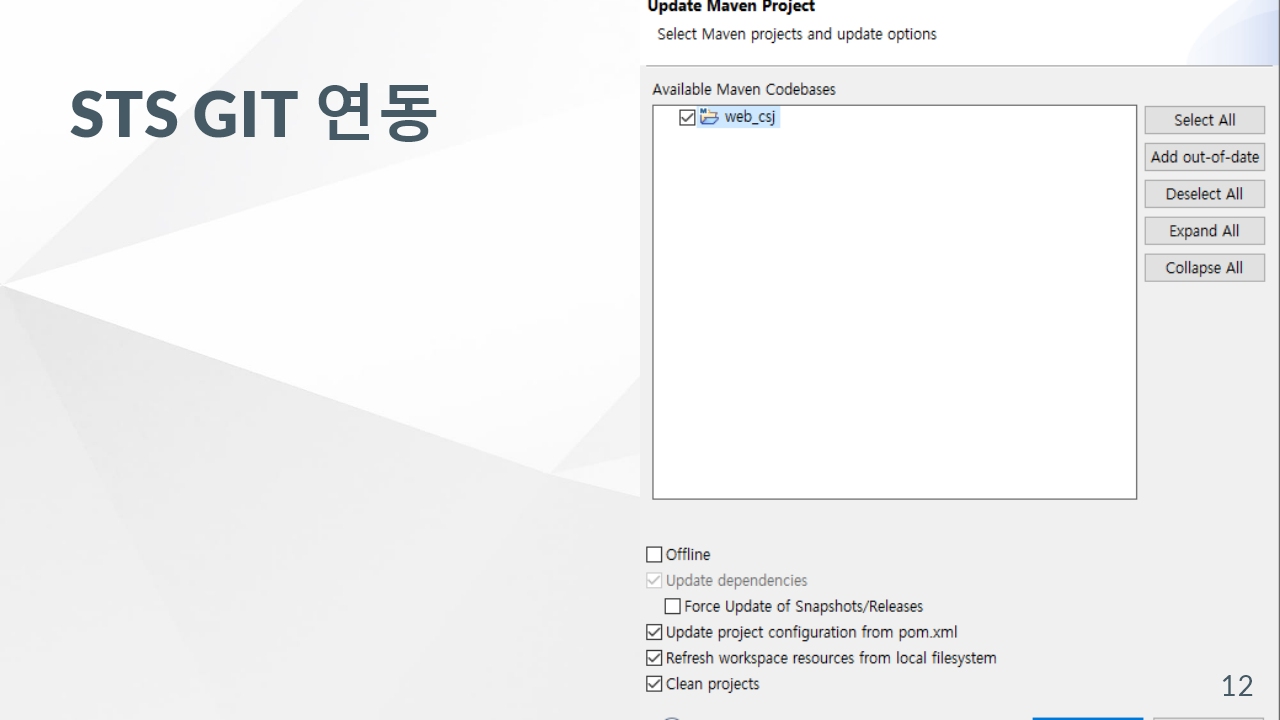 STS GIT 연동
Update Maven Project
Select Maven projects and update options
Available Maven Codebases
web_csj
Select All
Add out-of-date
Deselect All
Expand All
Collapse All
Offline
Update dependencies
Force Update of Snapshots/Releases
Update project configuration from pom.xml
Refresh workspace resources from local filesystem
Clean projects
12